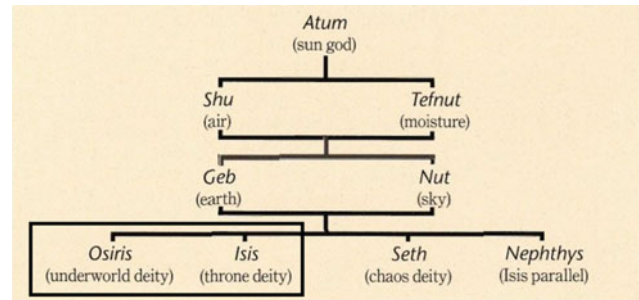 Atum
(sun god)
Shu Tefnut
(air) (moisture)
Geb Nut
(earth) (sky)
Osiris Isis Seth Nephthys
(underworld deity) (throne deity) (chaos deity) (Isis parallel)